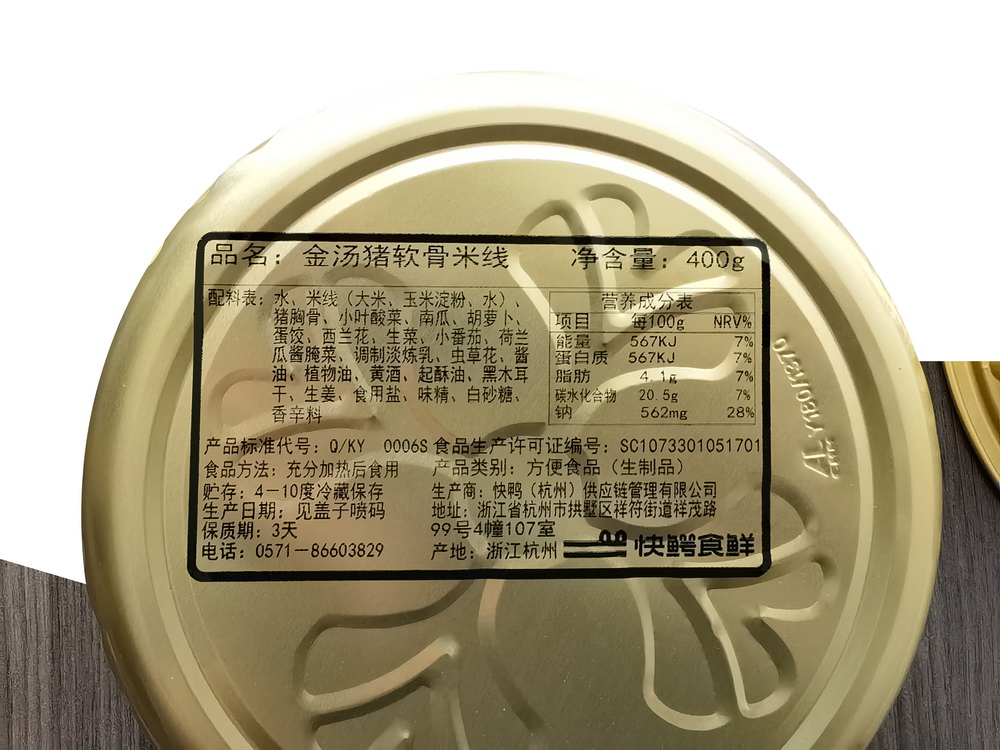 品名：金汤猪软骨米线 净含量：400g
配料表：水、米线（大米、玉米淀粉、水）、
猪胸骨、小叶酸菜、南瓜、胡萝卜、
蛋饺、西兰花、生菜、小番茄、荷兰
瓜酱腌菜、调制淡炼乳、虫草花、酱
油、植物油、黄酒、起酥油、黑木耳
干、生姜、食用盐、味精、白砂糖、
香辛料
营养成分表
项目 每100g NRV%
能量 567KJ 7%
蛋白质 567KJ 7%
脂肪 4.1g 7%
碳水化合物 20.5g 7%
钠 562mg 28%
产品标准代号：Q/KY 0006S 食品生产许可证编号：SC1073301051701
食品方法：充分加热后食用 产品类别：方便食品（生制品）
贮存：4—10度冷藏保存
生产日期：见盖子喷码
保质期：3天
电话：0571—86603829
生产商：快鸭（杭州）供应链管理有限公司
地址：浙江省杭州市拱墅区祥符街道祥茂路
99号4幢107室
产地：浙江杭州
快鳄食鲜